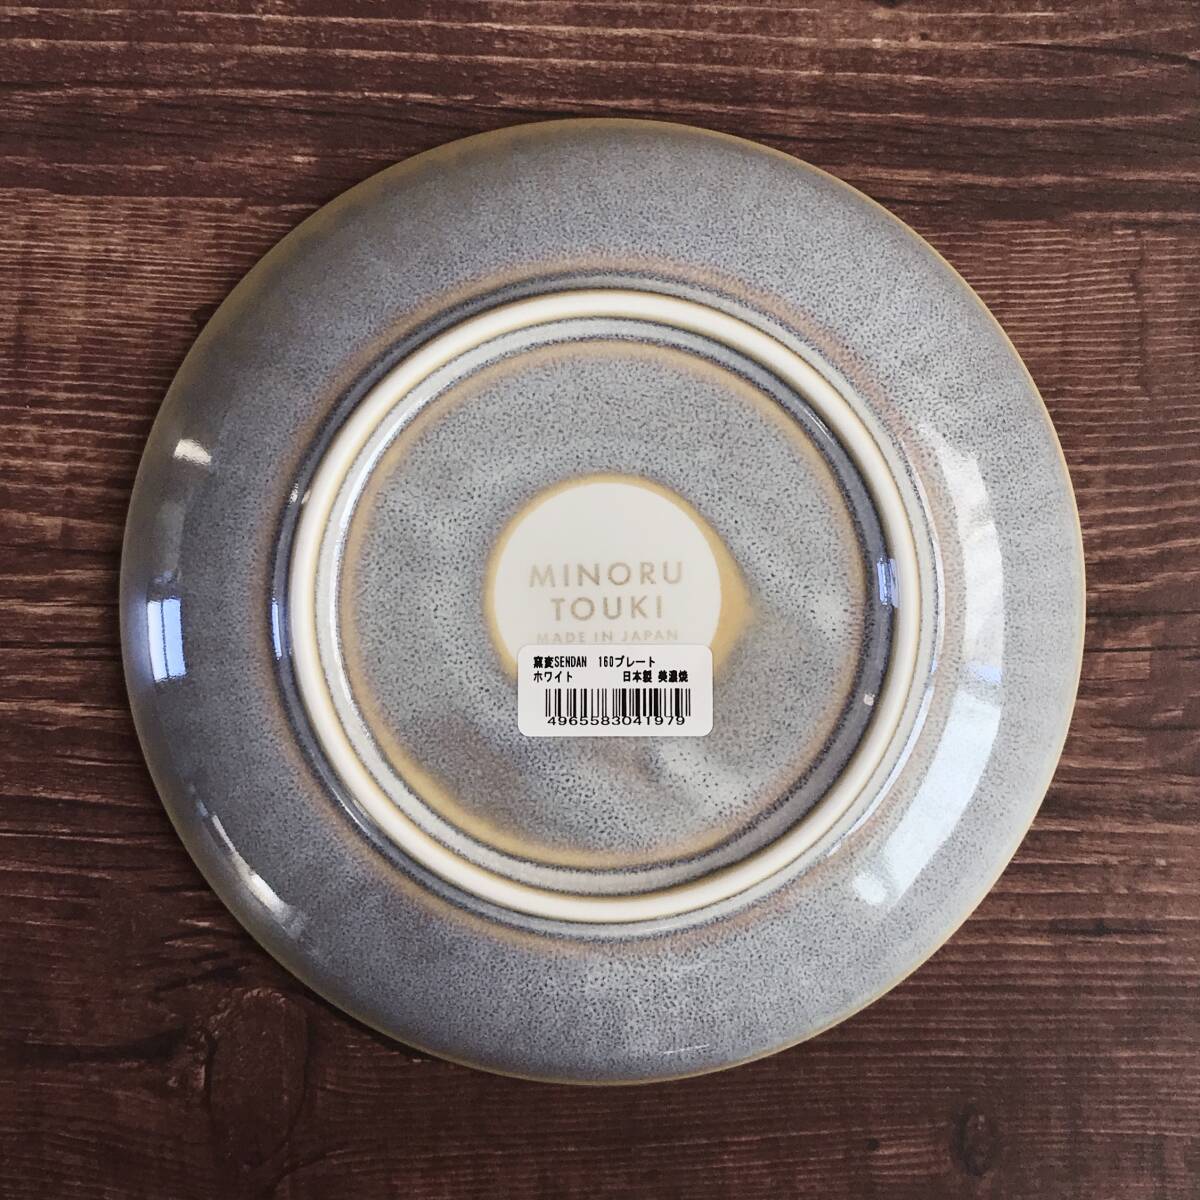 MINORU
TOUKI
MADE IN JAPAN
窯変SENDAN 160プレート
ホワイト 日本製 美濃焼
4965583041979